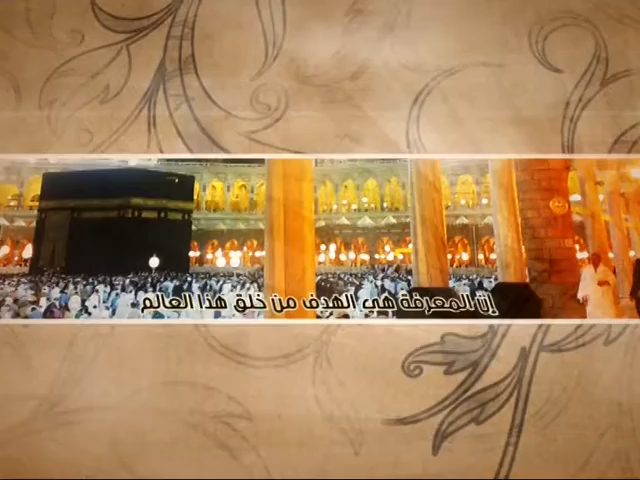 إن المعرفة هي الهدف من خلق هذا العالم